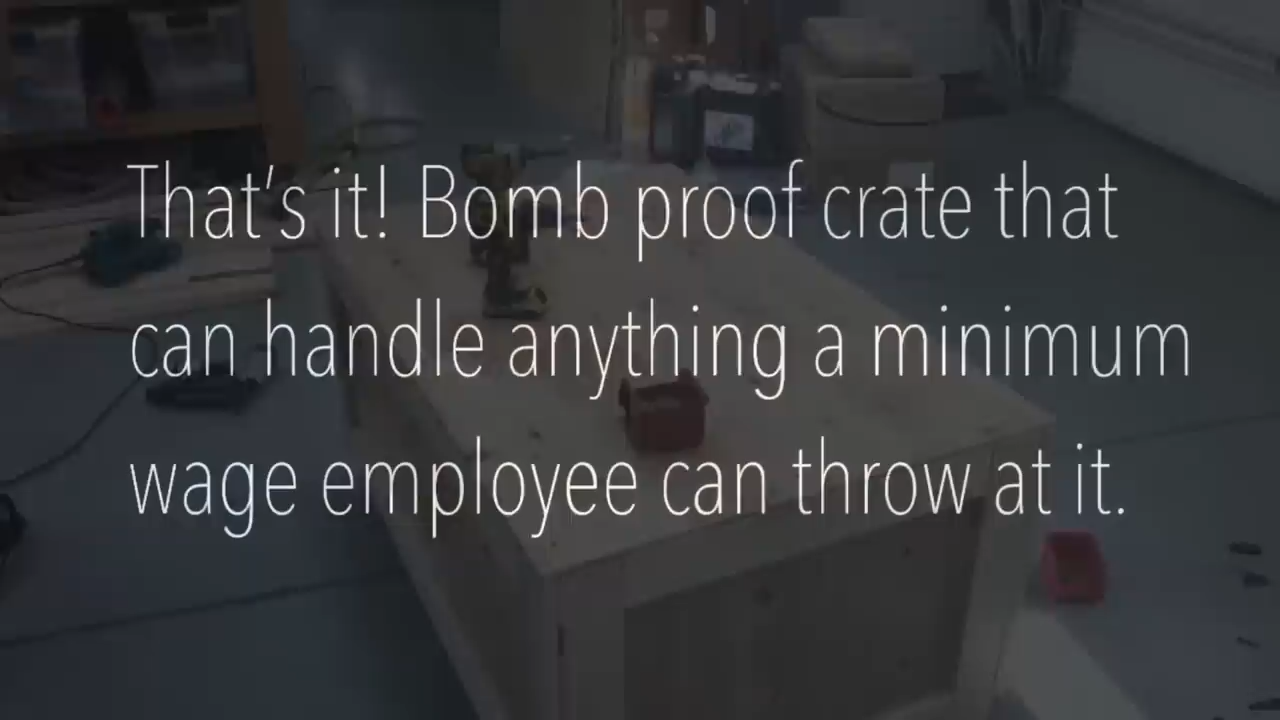 That’s it! Bomb proof crate that
can handle anything a minimum
wage employee can throw at it.